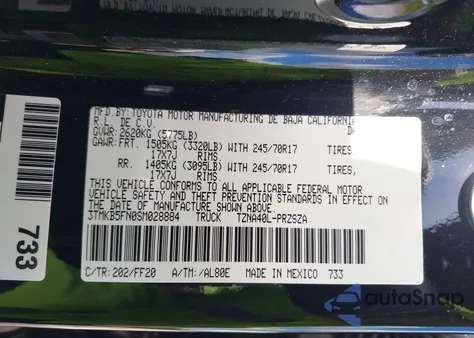 MFD.BY:TOYOTA MOTOR MANUFACTURING DE BAJA CALIFORNIA
R.L. DE C.V.
GVWR:2620KG (5775LB)
GAWR:FRT. 1505KG (3320LB) WITH 245/70R17 TIRES,
17X7J RIMS.
RR. 1405KG (3095LB) WITH 245/70R17 TIRES,
17X7J RIMS.
THIS VEHICLE CONFORMS TO ALL APPLICABLE FEDERAL MOTOR
VEHICLE SAFETY AND THEFT PREVENTION STANDARDS IN EFFECT ON
THE DATE OF MANUFACTURE SHOWN ABOVE.
3TMKB5FN0SM028884 TRUCK TZNA40L-PRZSZA
C/TR:202/FF20 A/TM: /AL80E MADE IN MEXICO 733
733
autoSnap